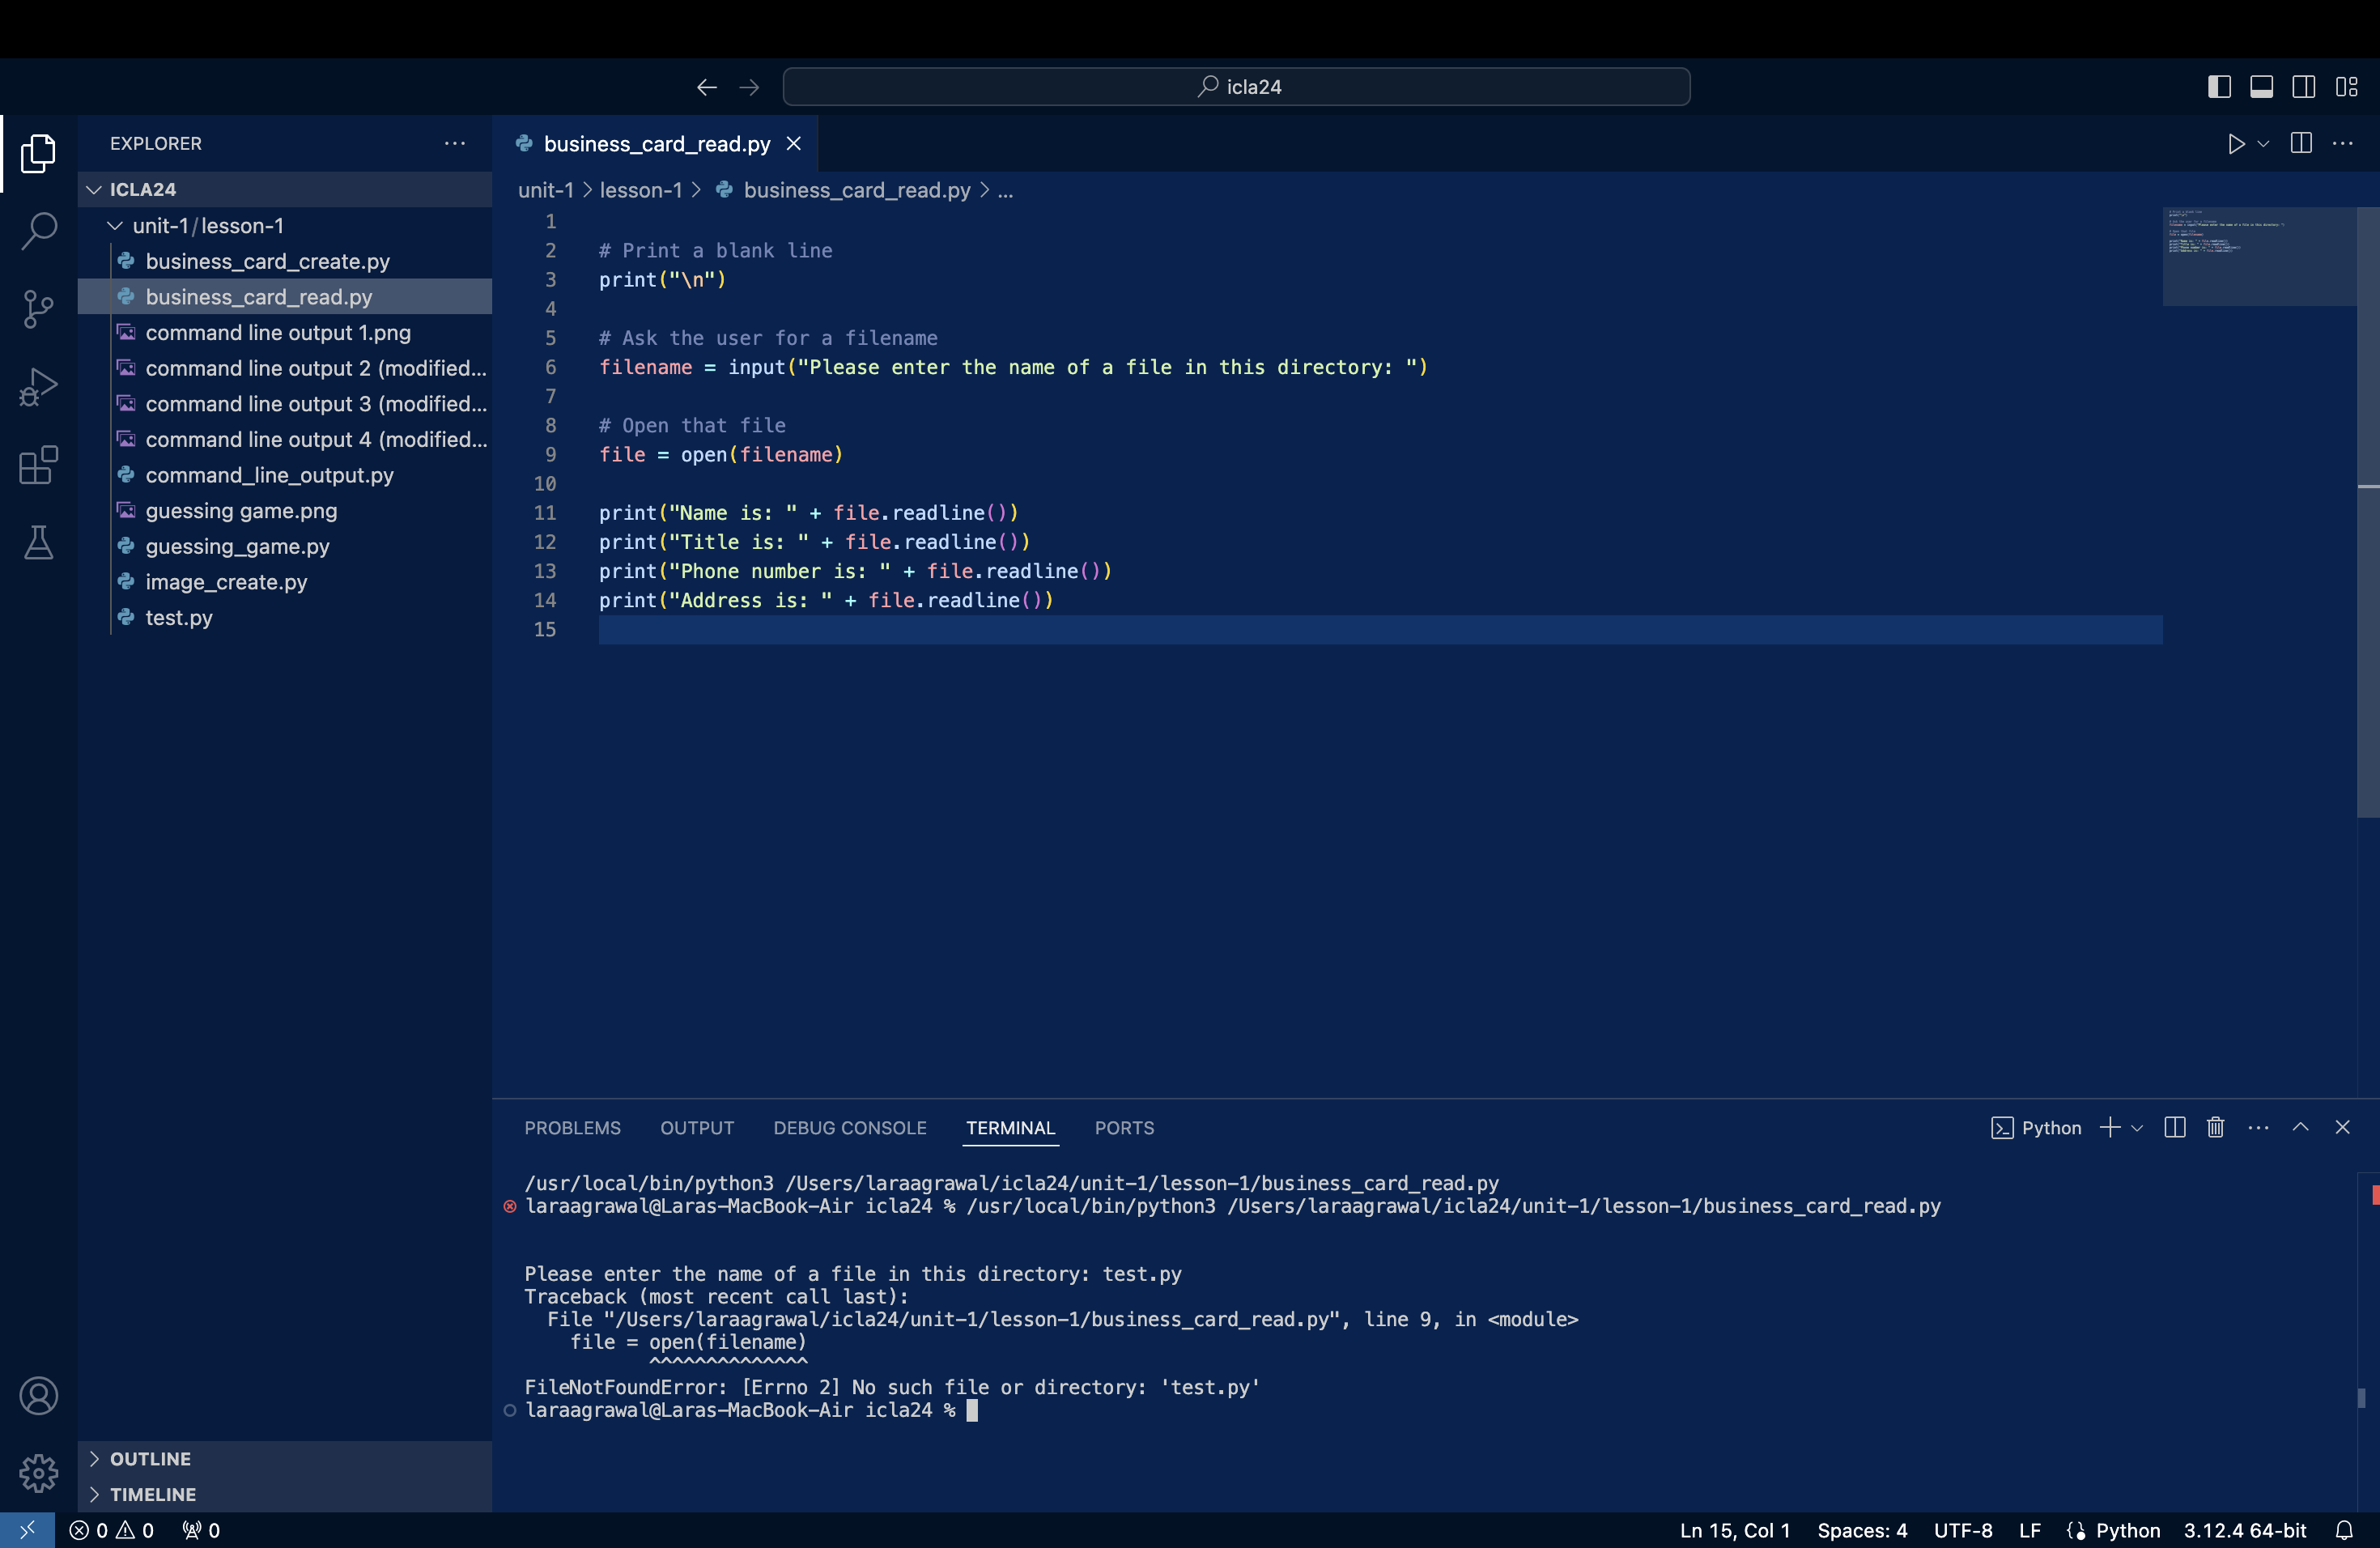 icla24
EXPLORER
ICLA24
unit-1/lesson-1
business_card_create.py
business_card_read.py
command line output 1.png
command line output 2 (modified...
command line output 3 (modified...
command line output 4 (modified...
command_line_output.py
guessing game.png
guessing_game.py
image_create.py
test.py
OUTLINE
TIMELINE
business_card_read.py
unit-1 > lesson-1 > business_card_read.py > ...
1
2 # Print a blank line
3 print("\n")
4
5 # Ask the user for a filename
6 filename = input("Please enter the name of a file in this directory: ")
7
8 # Open that file
9 file = open(filename)
10
11 print("Name is: " + file.readline())
12 print("Title is: " + file.readline())
13 print("Phone number is: " + file.readline())
14 print("Address is: " + file.readline())
15
PROBLEMS OUTPUT DEBUG CONSOLE TERMINAL PORTS
Python
/usr/local/bin/python3 /Users/laraagrawal/icla24/unit-1/lesson-1/business_card_read.py
laraagrawal@Laras-MacBook-Air icla24 % /usr/local/bin/python3 /Users/laraagrawal/icla24/unit-1/lesson-1/business_card_read.py
Please enter the name of a file in this directory: test.py
Traceback (most recent call last):
File "/Users/laraagrawal/icla24/unit-1/lesson-1/business_card_read.py", line 9, in <module>
file = open(filename)
^^^^^^^^^^^^^^
FileNotFoundError: [Errno 2] No such file or directory: 'test.py'
laraagrawal@Laras-MacBook-Air icla24 %
0 0 0 Ln 15, Col 1 Spaces: 4 UTF-8 LF Python 3.12.4 64-bit